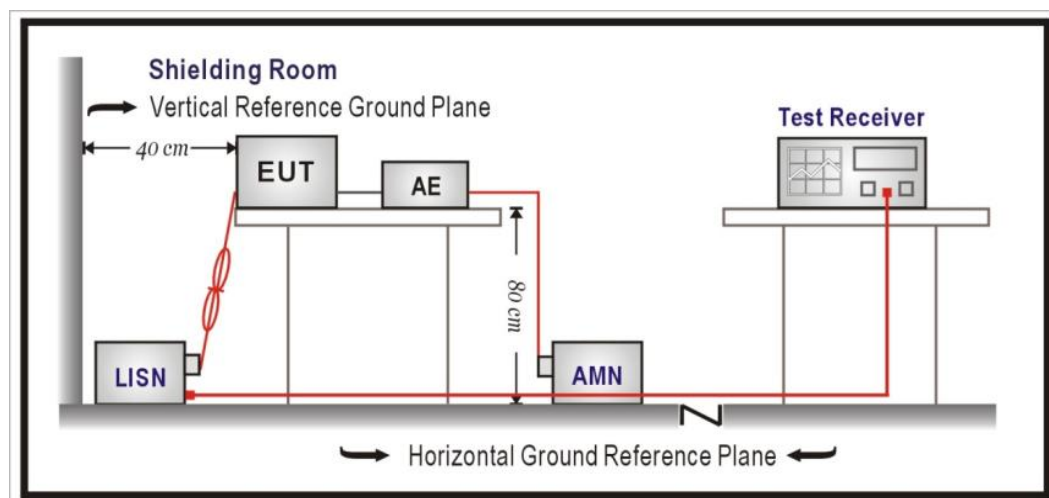 Shielding Room
Vertical Reference Ground Plane
Test Receiver
40 cm
EUT
AE
80 cm
LISN
AMN
Horizontal Ground Reference Plane